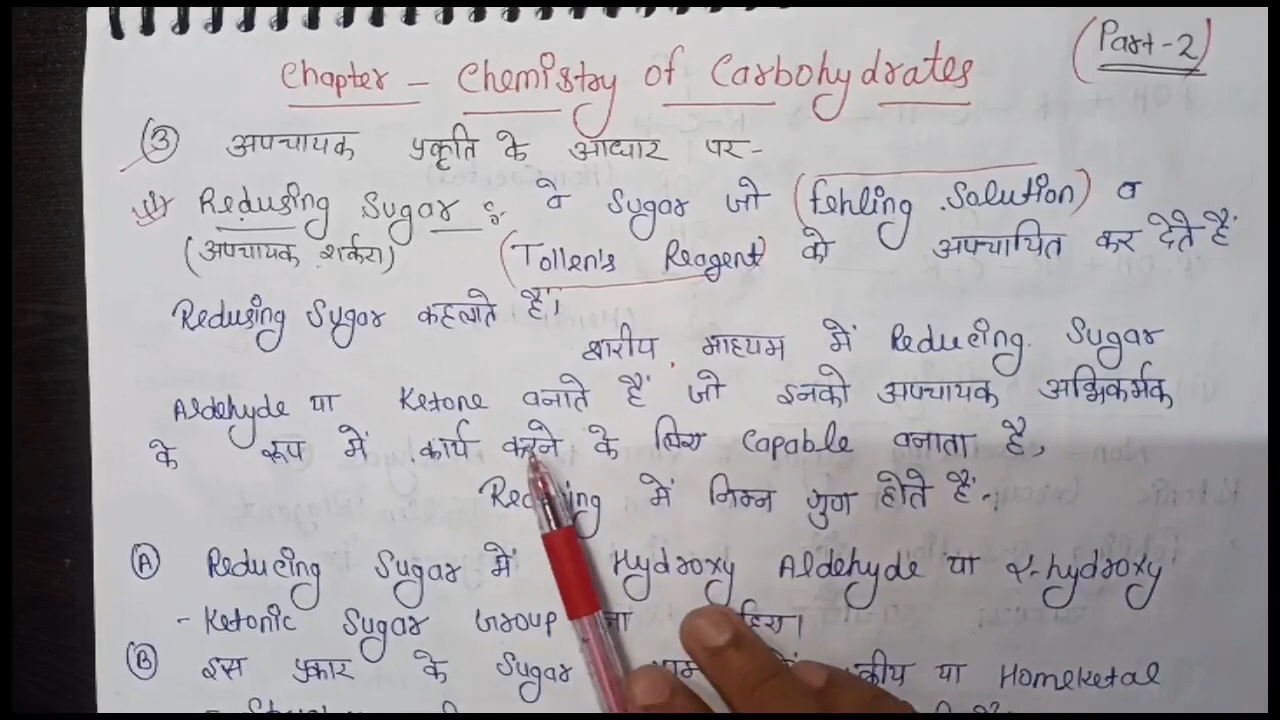 (Part-2)
Chapter - Chemistry of Carbohydrates
③ अपचायक प्रकृति के आधार पर-
Redusing Sugar : वे Sugar जो (fehling Solution) व
(अपचायक शर्करा) (Tollen's Reagent) को अपचायित कर देते हैं
Redusing Sugar कहलाते हैं।
क्षारीय माध्यम में Reducing Sugar
Aldehyde या Ketone बनाते हैं जो इनको अपचायक अभिकर्मक
के रूप में कार्य करने के लिए Capable बनाता है,
में निम्न गुण होते हैं-
Ⓐ Reducing Sugar में Hydroxy Aldehyde या α-hydroxy
- Ketonic Sugar Group
Ⓑ इस प्रकार के Sugar या Homeketal